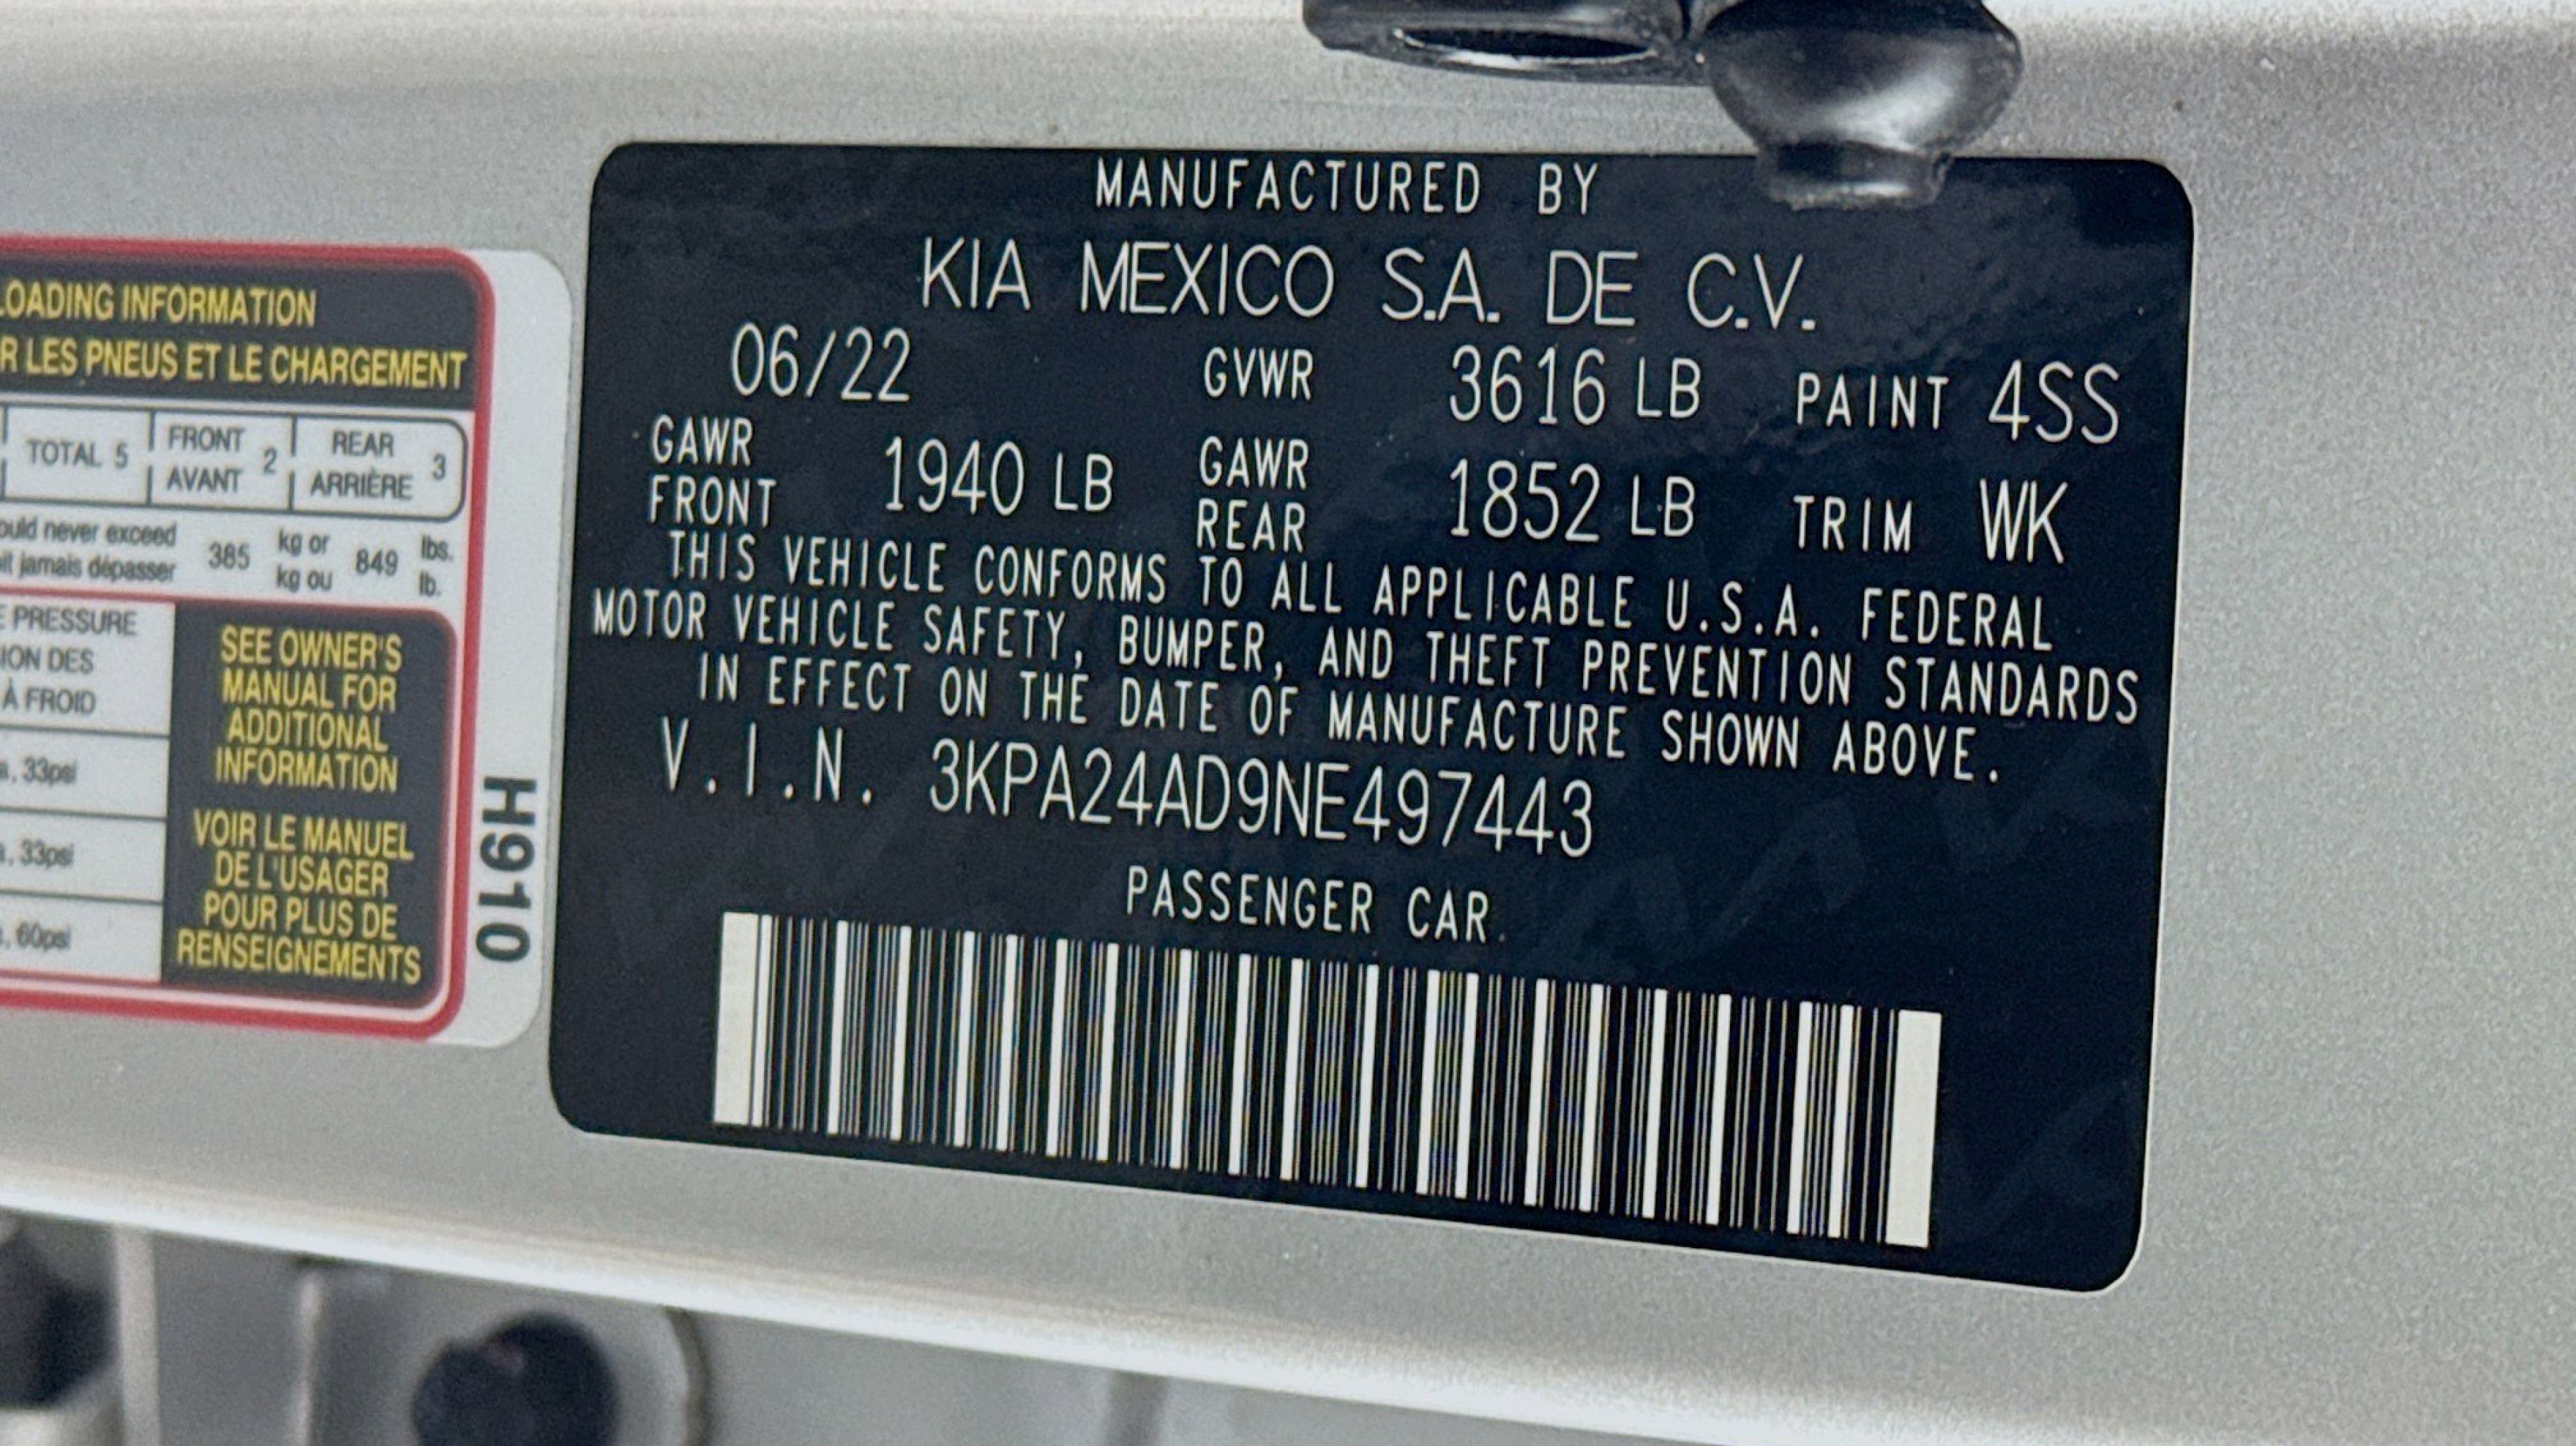 LOADING INFORMATION
R LES PNEUS ET LE CHARGEMENT
TOTAL 5
FRONT
AVANT
2
REAR
ARRIÈRE
3
ould never exceed
it jamais dépasser
385
kg or
kg ou
849
lbs.
lb.
E PRESSURE
ION DES
À FROID
33psi
33psi
60psi
SEE OWNER'S
MANUAL FOR
ADDITIONAL
INFORMATION
VOIR LE MANUEL
DE L'USAGER
POUR PLUS DE
RENSEIGNEMENTS
H910
MANUFACTURED BY
KIA MEXICO S.A. DE C.V.
06/22 GVWR 3616 LB PAINT 4SS
GAWR FRONT 1940 LB GAWR REAR 1852 LB TRIM WK
THIS VEHICLE CONFORMS TO ALL APPLICABLE U.S.A. FEDERAL
MOTOR VEHICLE SAFETY, BUMPER, AND THEFT PREVENTION STANDARDS
IN EFFECT ON THE DATE OF MANUFACTURE SHOWN ABOVE.
V.I.N. 3KPA24AD9NE497443
PASSENGER CAR